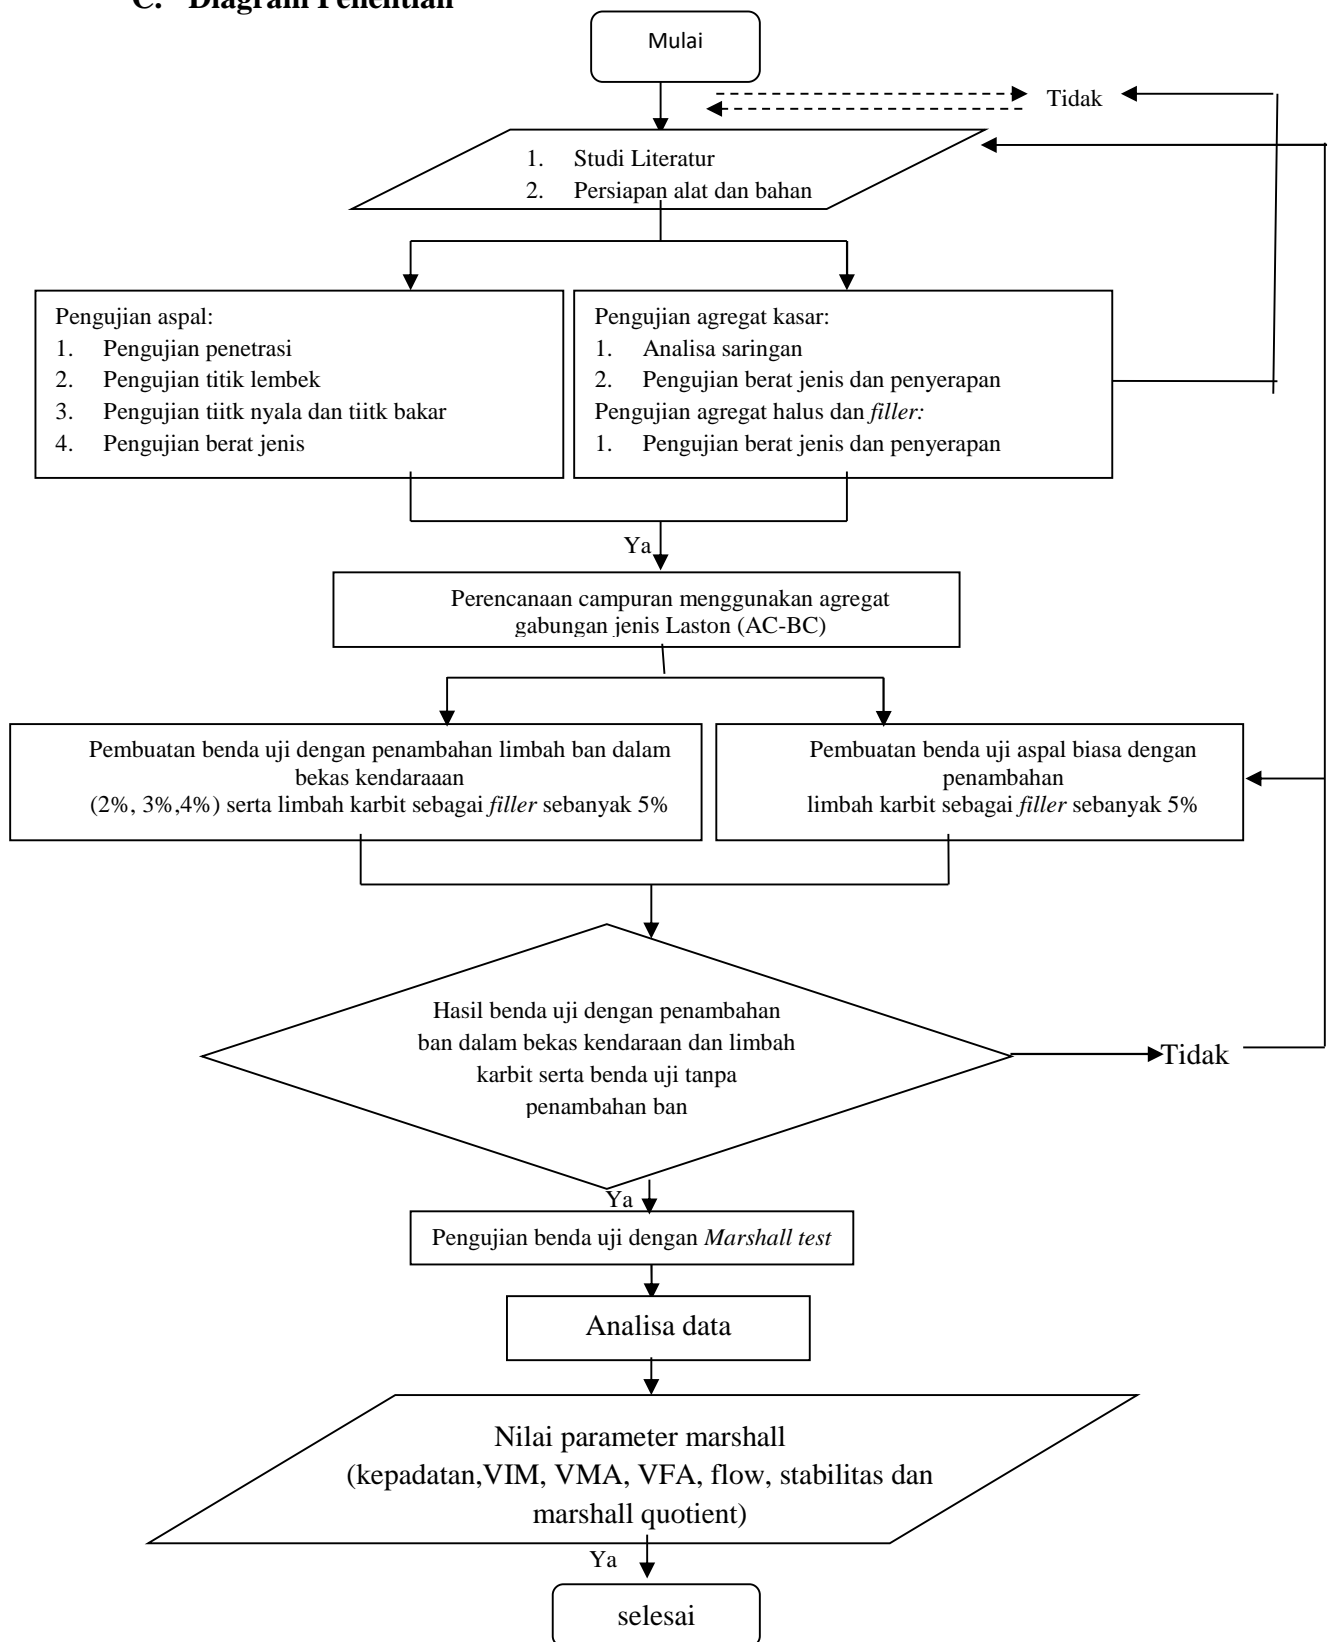 C. Diagram Penelitian
Mulai
Tidak
1. Studi Literatur
2. Persiapan alat dan bahan
Pengujian aspal:
1. Pengujian penetrasi
2. Pengujian titik lembek
3. Pengujian tiitk nyala dan tiitk bakar
4. Pengujian berat jenis
Pengujian agregat kasar:
1. Analisa saringan
2. Pengujian berat jenis dan penyerapan
Pengujian agregat halus dan filler:
1. Pengujian berat jenis dan penyerapan
Ya
Perencanaan campuran menggunakan agregat
gabungan jenis Laston (AC-BC)
Pembuatan benda uji dengan penambahan limbah ban dalam
bekas kendaraaan
(2%, 3%,4%) serta limbah karbit sebagai filler sebanyak 5%
Pembuatan benda uji aspal biasa dengan
penambahan
limbah karbit sebagai filler sebanyak 5%
Hasil benda uji dengan penambahan
ban dalam bekas kendaraan dan limbah
karbit serta benda uji tanpa
penambahan ban
Tidak
Ya
Pengujian benda uji dengan Marshall test
Analisa data
Nilai parameter marshall
(kepadatan,VIM, VMA, VFA, flow, stabilitas dan
marshall quotient)
Ya
selesai